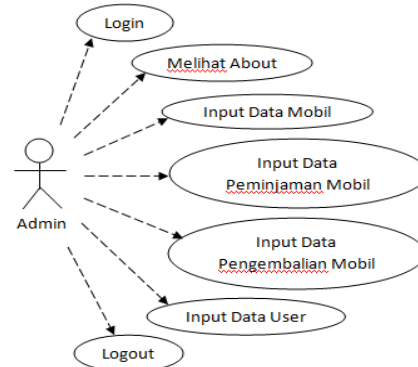 Login
Melihat About
Input Data Mobil
Input Data
Peminjaman Mobil
Admin
Input Data
Pengembalian Mobil
Input Data User
Logout